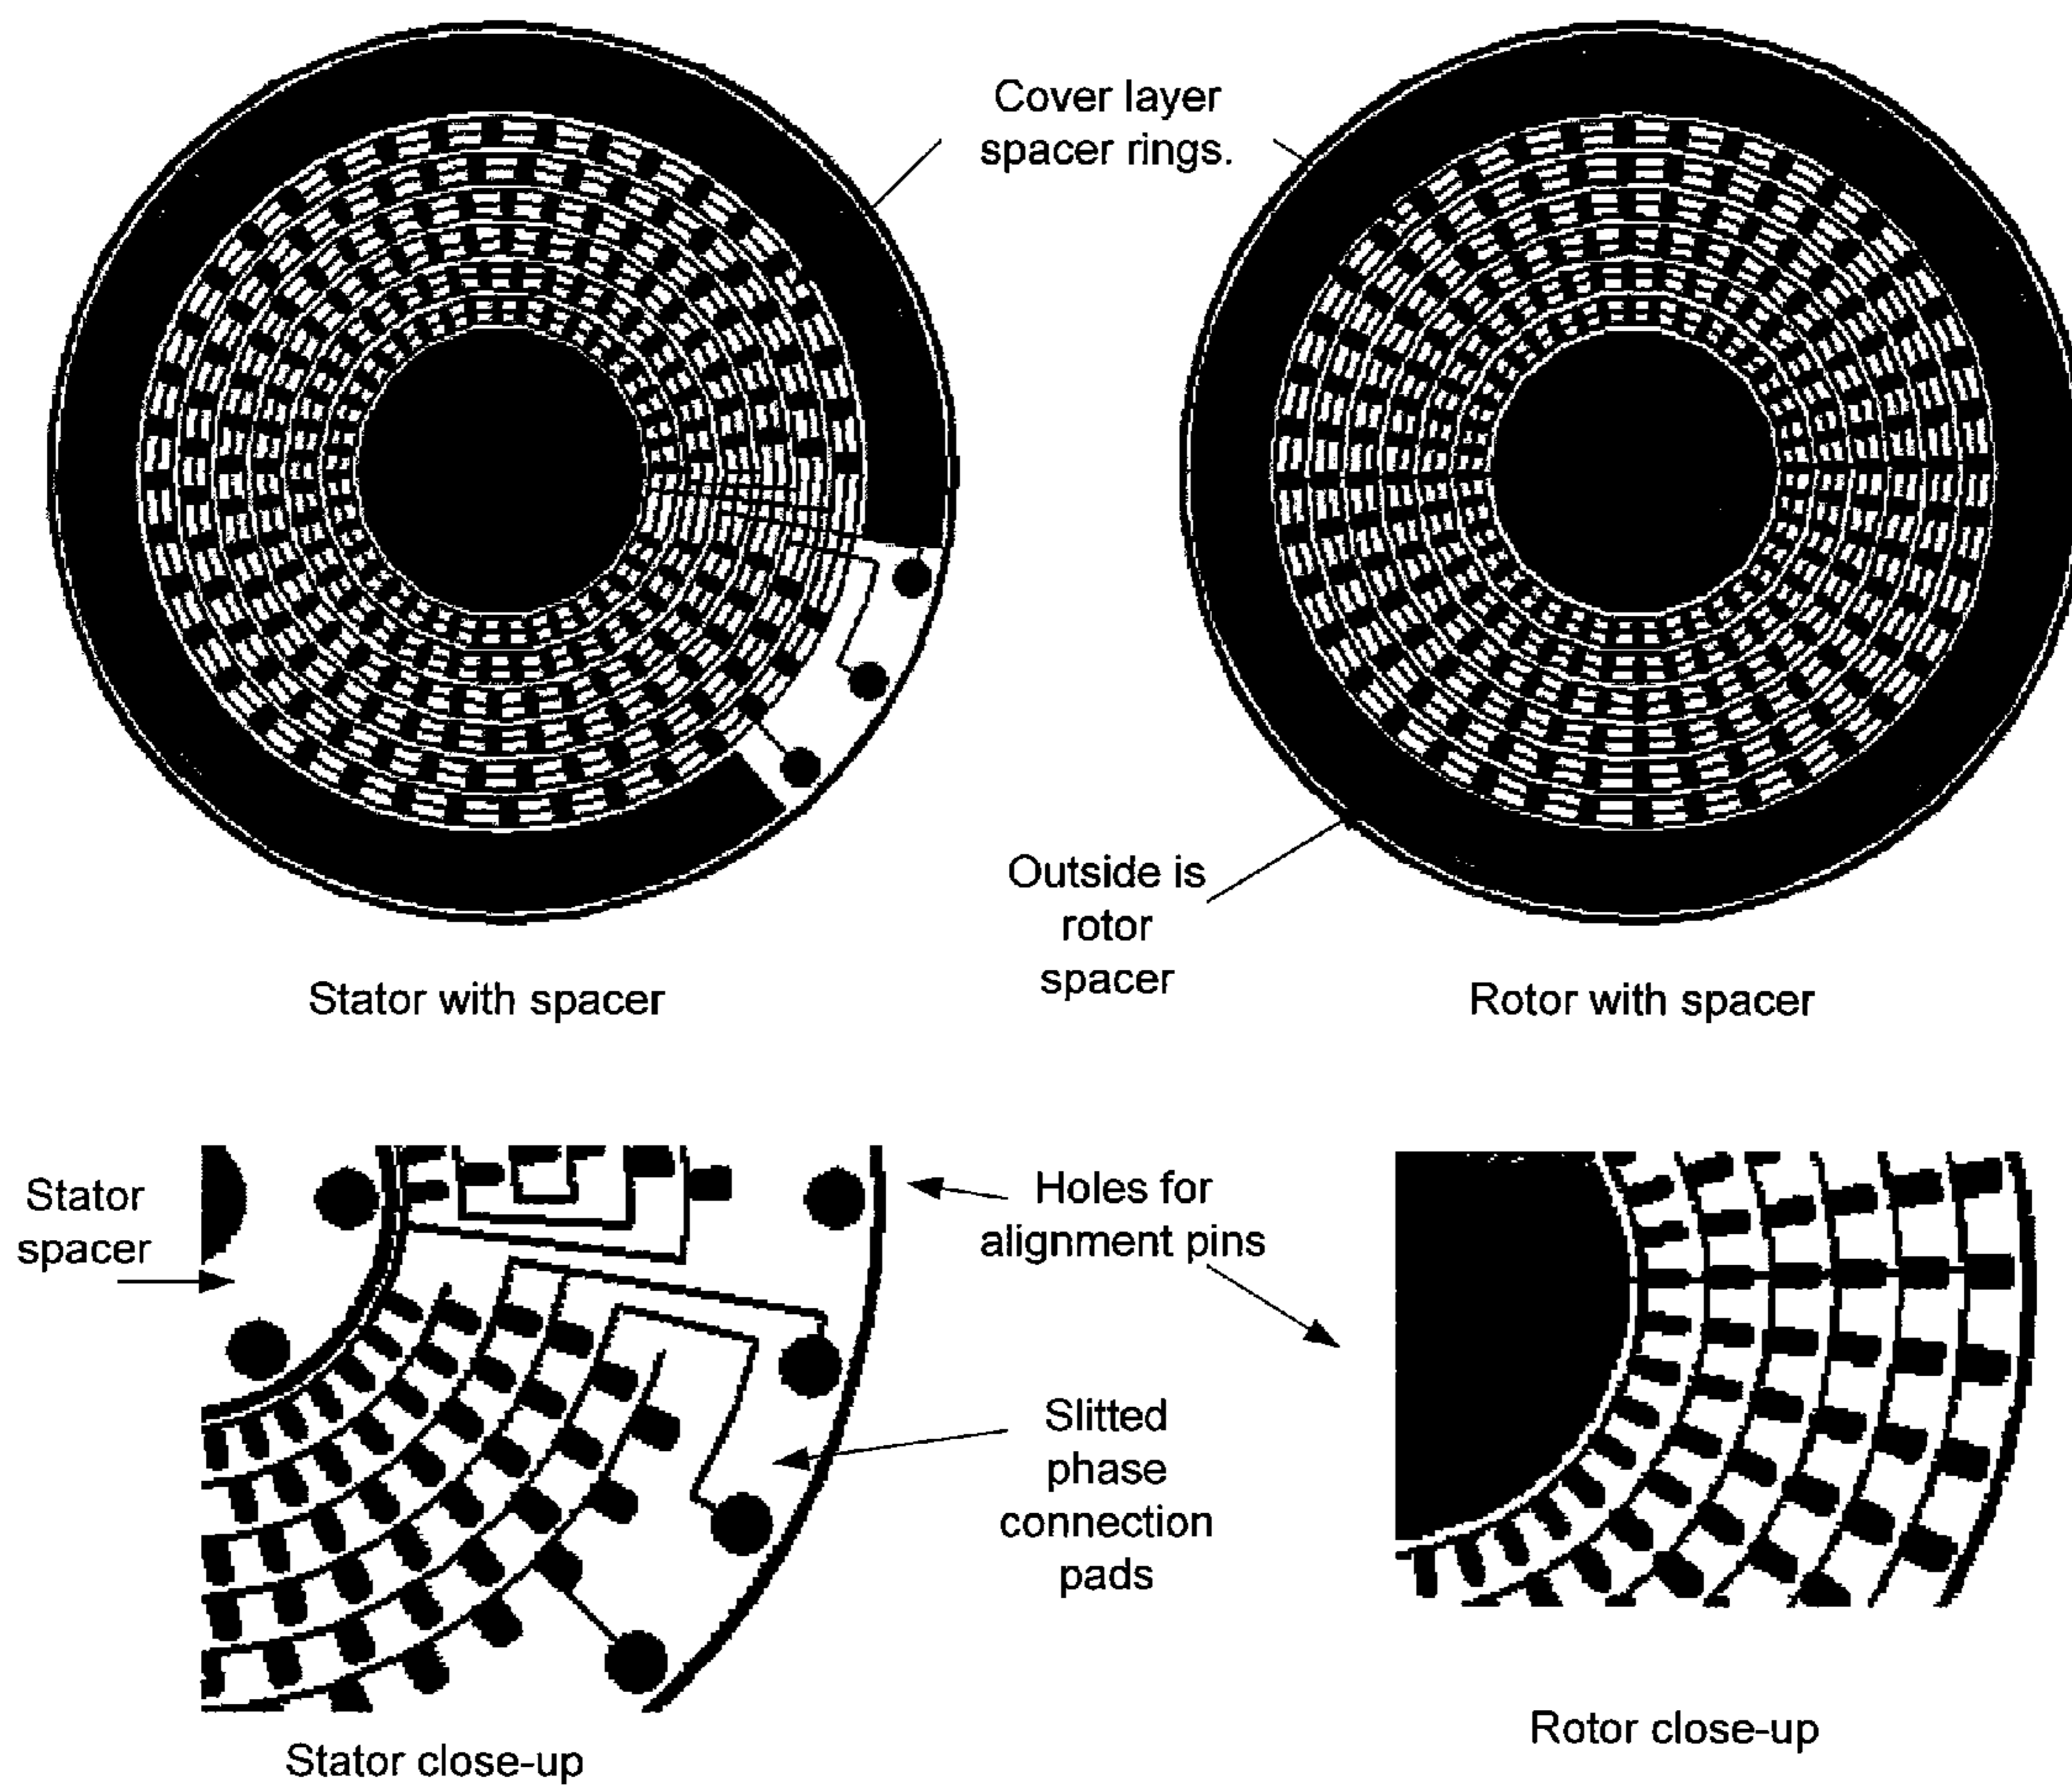 Cover layer
spacer rings.
Outside is
rotor
spacer
Stator with spacer
Rotor with spacer
Stator
spacer
Holes for
alignment pins
Slitted
phase
connection
pads
Stator close-up
Rotor close-up